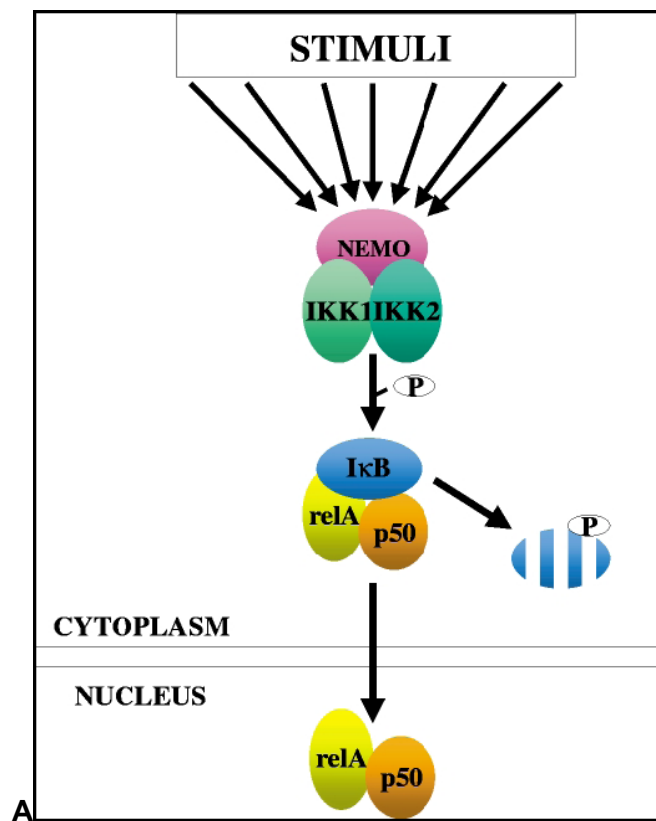 STIMULI
NEMO
IKK1 IKK2
P
IκB
relA p50
P
CYTOPLASM
NUCLEUS
relA p50
A